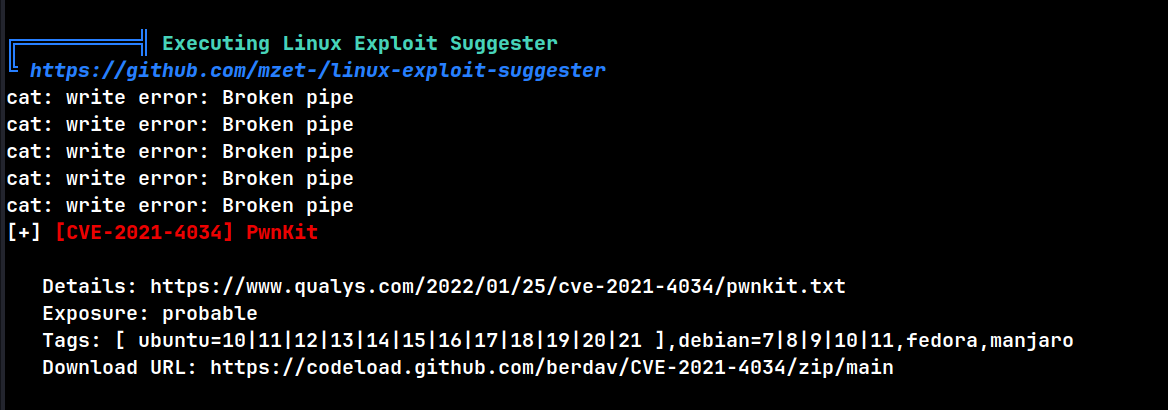 Executing Linux Exploit Suggester
https://github.com/mzet-/linux-exploit-suggester
cat: write error: Broken pipe
cat: write error: Broken pipe
cat: write error: Broken pipe
cat: write error: Broken pipe
cat: write error: Broken pipe
[+] [CVE-2021-4034] PwnKit
Details: https://www.qualys.com/2022/01/25/cve-2021-4034/pwnkit.txt
Exposure: probable
Tags: [ ubuntu=10|11|12|13|14|15|16|17|18|19|20|21 ],debian=7|8|9|10|11,fedora,manjaro
Download URL: https://codeload.github.com/berdav/CVE-2021-4034/zip/main